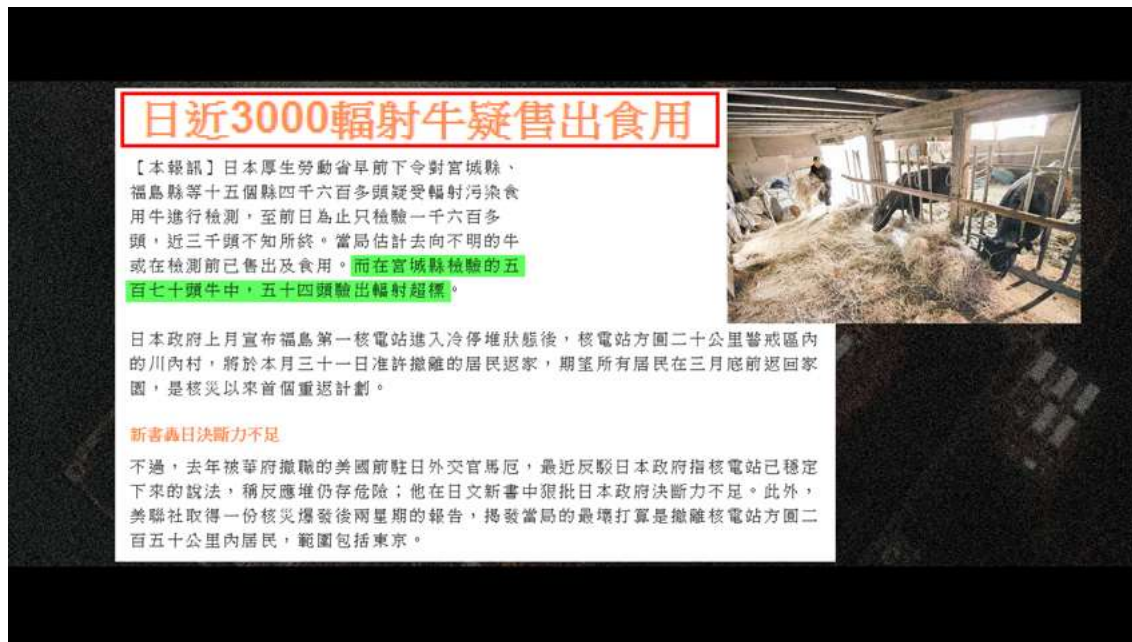 日近3000輻射牛疑售出食用
【本報訊】日本厚生勞動省早前下令對宮城縣、
福島縣等十五個縣四千六百多頭疑受輻射污染食
用牛進行檢測，至前日為止只檢驗一千六百多
頭，近三千頭不知所終。當局估計去向不明的牛
或在檢測前已售出及食用。而在宮城縣檢驗的五
百七十頭牛中，五十四頭驗出輻射超標。
日本政府上月宣布福島第一核電站進入冷停堆狀態後，核電站方圓二十公里警戒區內
的川內村，將於本月三十一日准許撤離的居民返家，期望所有居民在三月底前返回家
園，是核災以來首個重返計劃。
新書轟日決斷力不足
不過，去年被華府撤職的美國前駐日外交官馬厄，最近反駁日本政府指核電站已穩定
下來的說法，稱反應堆仍存危險；他在日文新書中狠批日本政府決斷力不足。此外，
美聯社取得一份核災爆發後兩星期的報告，揭發當局的最壞打算是撤離核電站方圓二
百五十公里內居民，範圍包括東京。